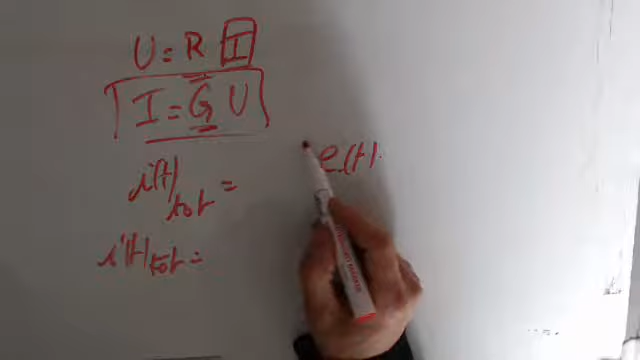 U = R I
I = G U
i(t) tot = e(t)
i(t) tot =